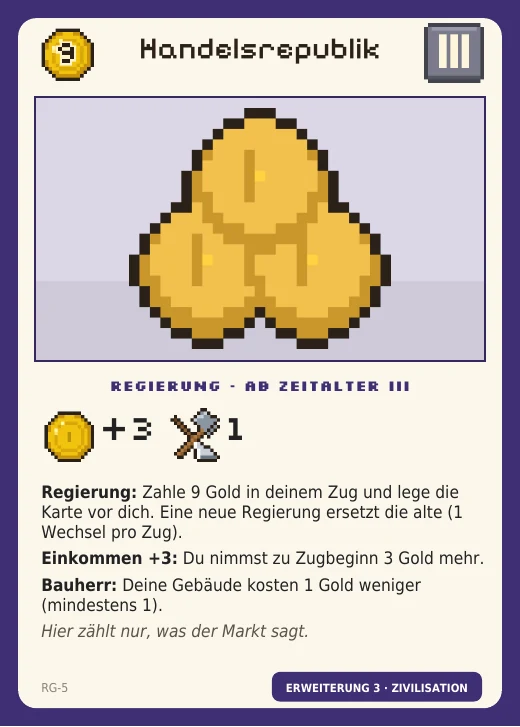 9 Handelsrepublik III
REGIERUNG - AB ZEITALTER III
+3 1
Regierung: Zahle 9 Gold in deinem Zug und lege die
Karte vor dich. Eine neue Regierung ersetzt die alte (1
Wechsel pro Zug).
Einkommen +3: Du nimmst zu Zugbeginn 3 Gold mehr.
Bauherr: Deine Gebäude kosten 1 Gold weniger
(mindestens 1).
Hier zählt nur, was der Markt sagt.
RG-5 ERWEITERUNG 3 · ZIVILISATION